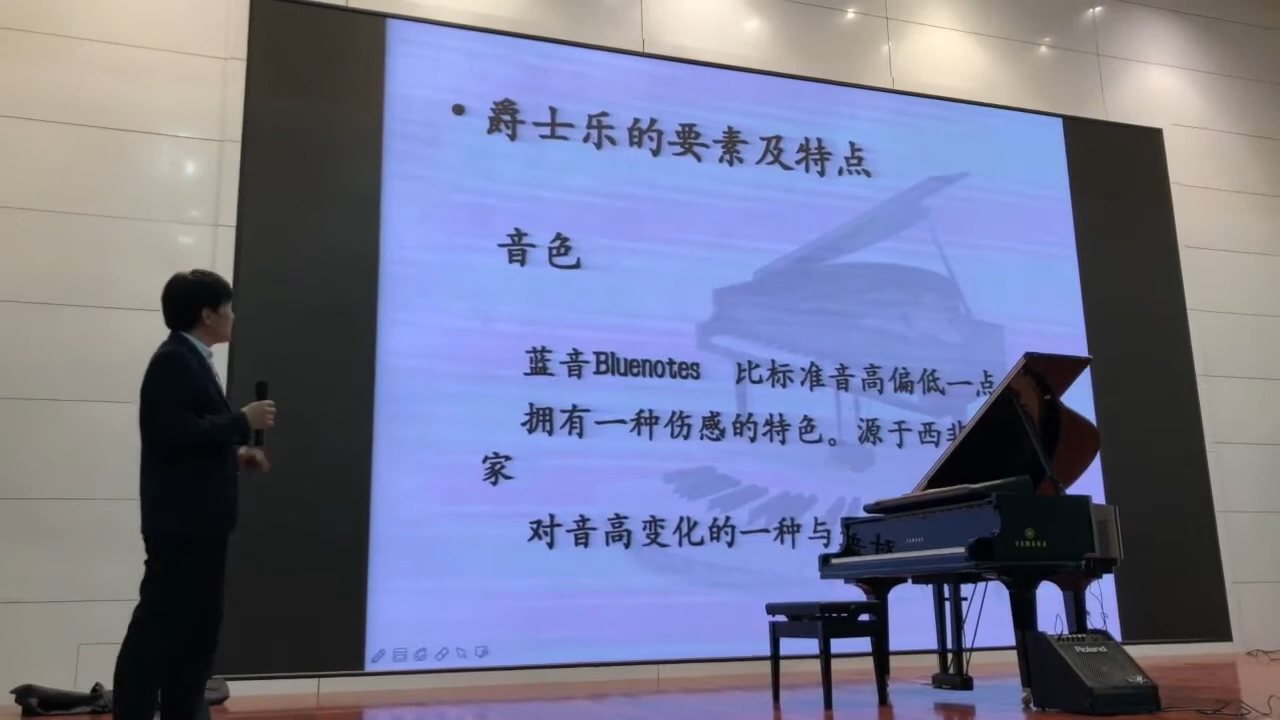 • 爵士乐的要素及特点
音色
蓝音Bluenotes 比标准音高偏低一点
拥有一种伤感的特色。源于西非
家
对音高变化的一种与
YAMAHA
YAMAHA
Roland